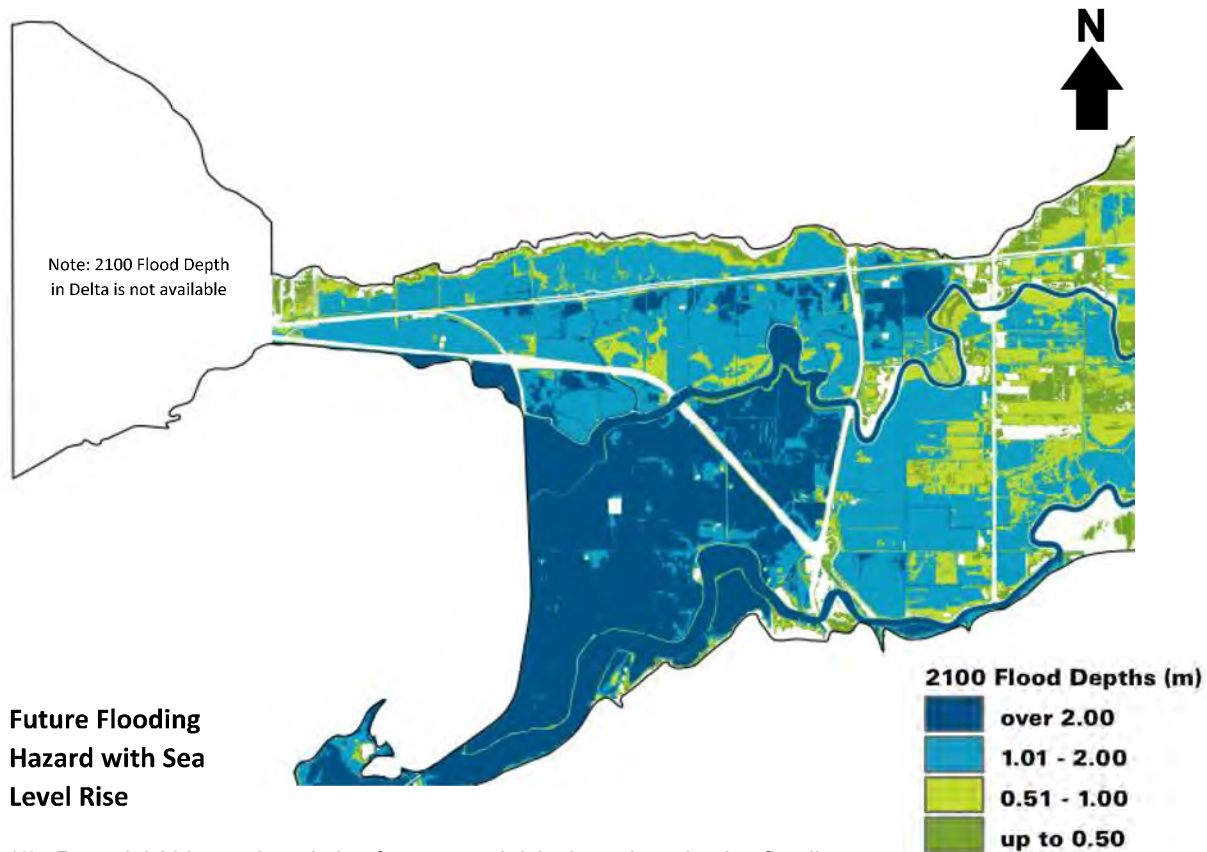 N
Note: 2100 Flood Depth
in Delta is not available
Future Flooding
Hazard with Sea
Level Rise
2100 Flood Depths (m)
over 2.00
1.01 - 2.00
0.51 - 1.00
up to 0.50